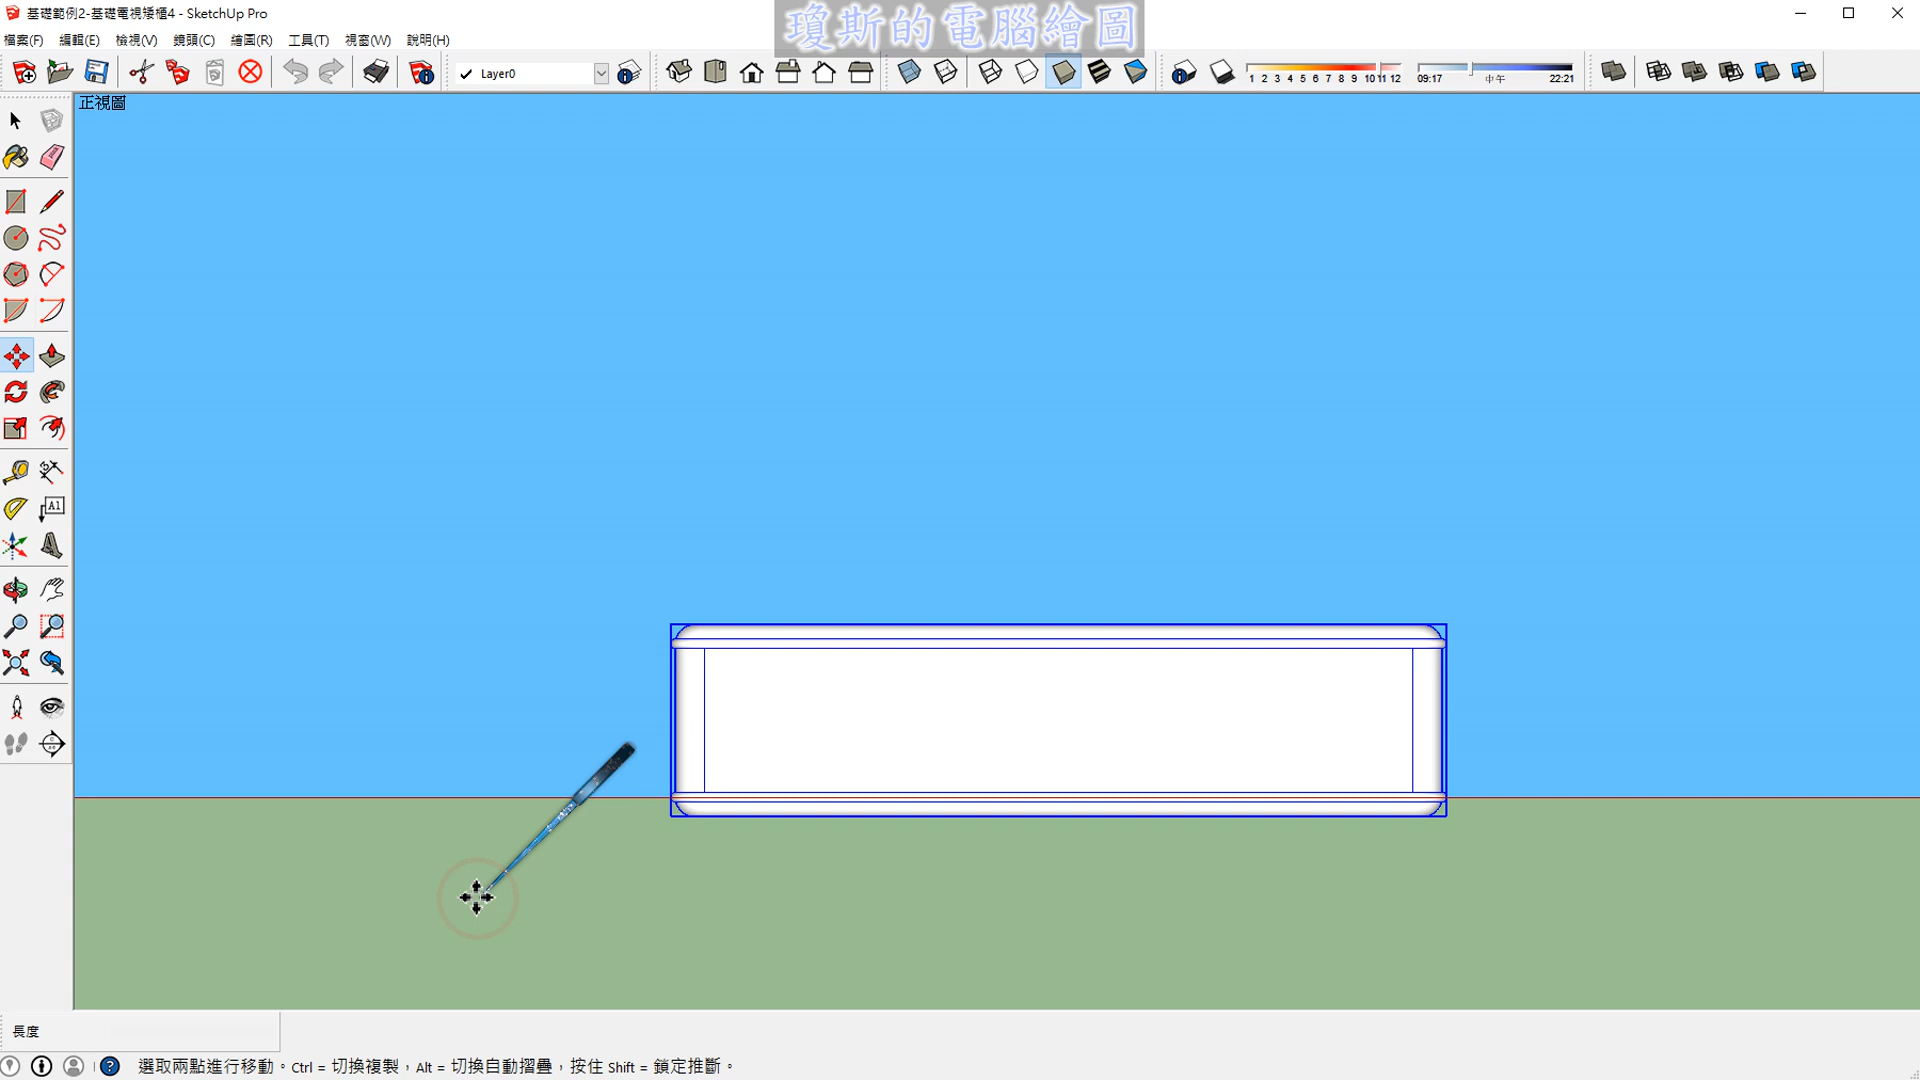 基礎範例2-基礎電視矮櫃4 - SketchUp Pro
瓊斯的電腦繪圖
檔案(F) 編輯(E) 檢視(V) 鏡頭(C) 繪圖(R) 工具(T) 視窗(W) 說明(H)
Layer0
1 2 3 4 5 6 7 8 9 10 11 12
09:17 中午 22:21
正視圖
A1
長度
選取兩點進行移動。Ctrl = 切換複製，Alt = 切換自動摺疊，按住 Shift = 鎖定推斷。